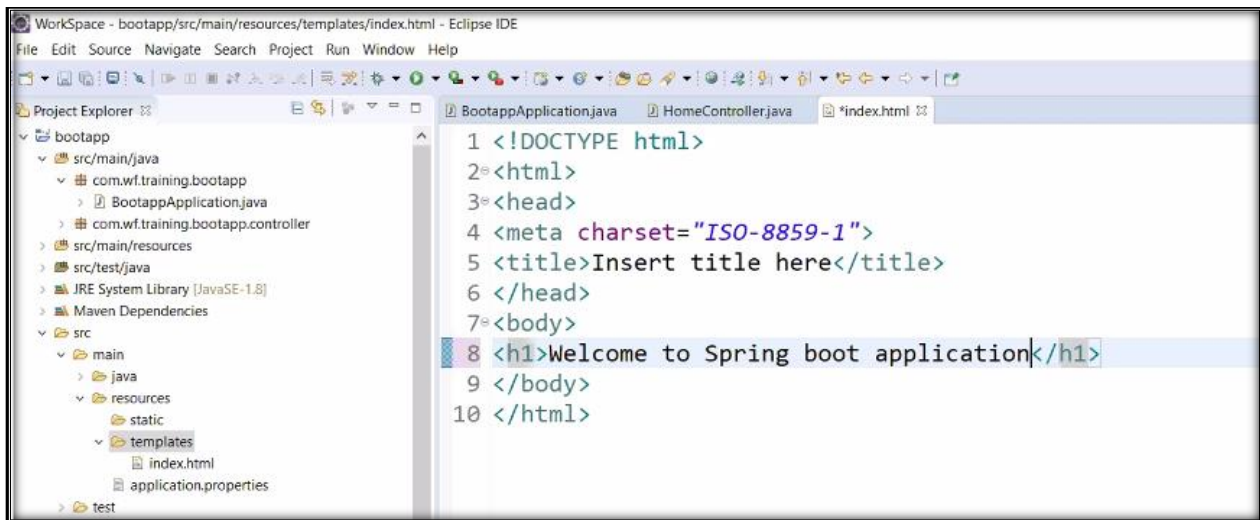 WorkSpace - bootapp/src/main/resources/templates/index.html - Eclipse IDE
File Edit Source Navigate Search Project Run Window Help
Project Explorer
BootappApplication.java HomeController.java *index.html
bootapp
src/main/java
com.wf.training.bootapp
BootappApplication.java
com.wf.training.bootapp.controller
src/main/resources
src/test/java
JRE System Library [JavaSE-1.8]
Maven Dependencies
src
main
java
resources
static
templates
index.html
application.properties
test
1 <!DOCTYPE html>
2 <html>
3 <head>
4 <meta charset="ISO-8859-1">
5 <title>Insert title here</title>
6 </head>
7 <body>
8 <h1>Welcome to Spring boot application</h1>
9 </body>
10 </html>